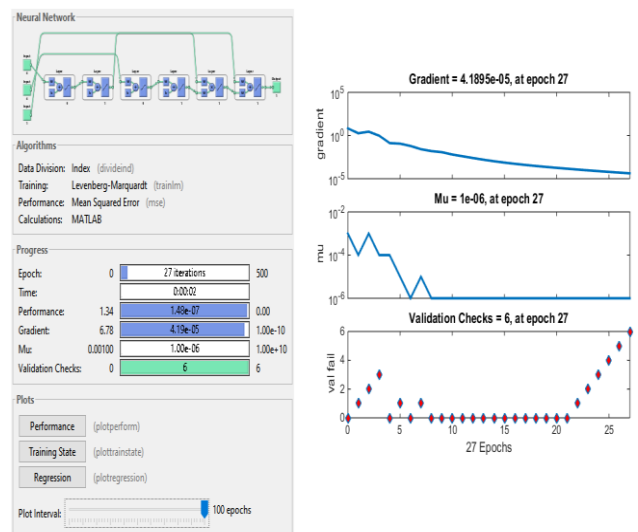 Neural Network
Algorithms
Data Division: Index (divideind)
Training: Levenberg-Marquardt (trainlm)
Performance: Mean Squared Error (mse)
Calculations: MATLAB
Progress
Epoch: 0 27 iterations 500
Time: 0:00:02
Performance: 1.34 1.48e-07 0.00
Gradient: 6.78 4.19e-05 1.00e-10
Mu: 0.00100 1.00e-06 1.00e+10
Validation Checks: 0 6 6
Plots
Performance (plotperform)
Training State (plottrainstate)
Regression (plotregression)
Plot Interval: 100 epochs
Gradient = 4.1895e-05, at epoch 27
gradient
10^5
10^0
10^-5
Mu = 1e-06, at epoch 27
mu
10^-2
10^-4
10^-6
Validation Checks = 6, at epoch 27
val fail
6
4
2
0
0 5 10 15 20 25
27 Epochs